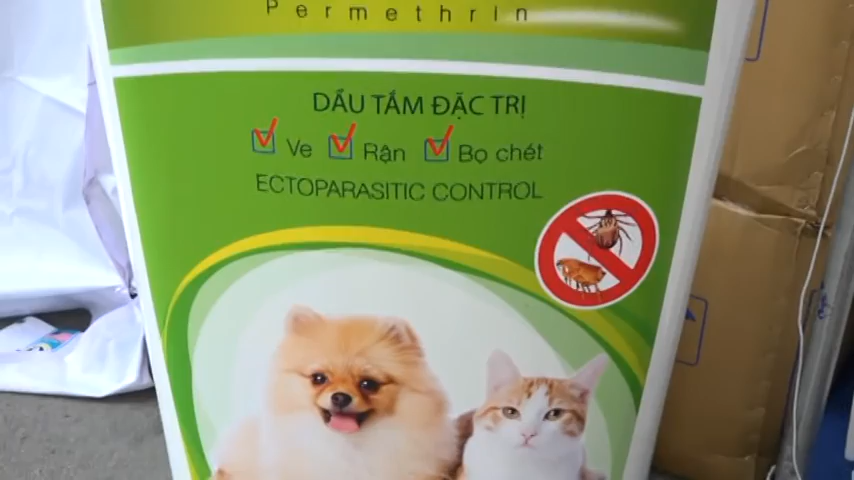 Permethrin
DẦU TẮM ĐẶC TRỊ
Ve Rận Bọ chét
ECTOPARASITIC CONTROL